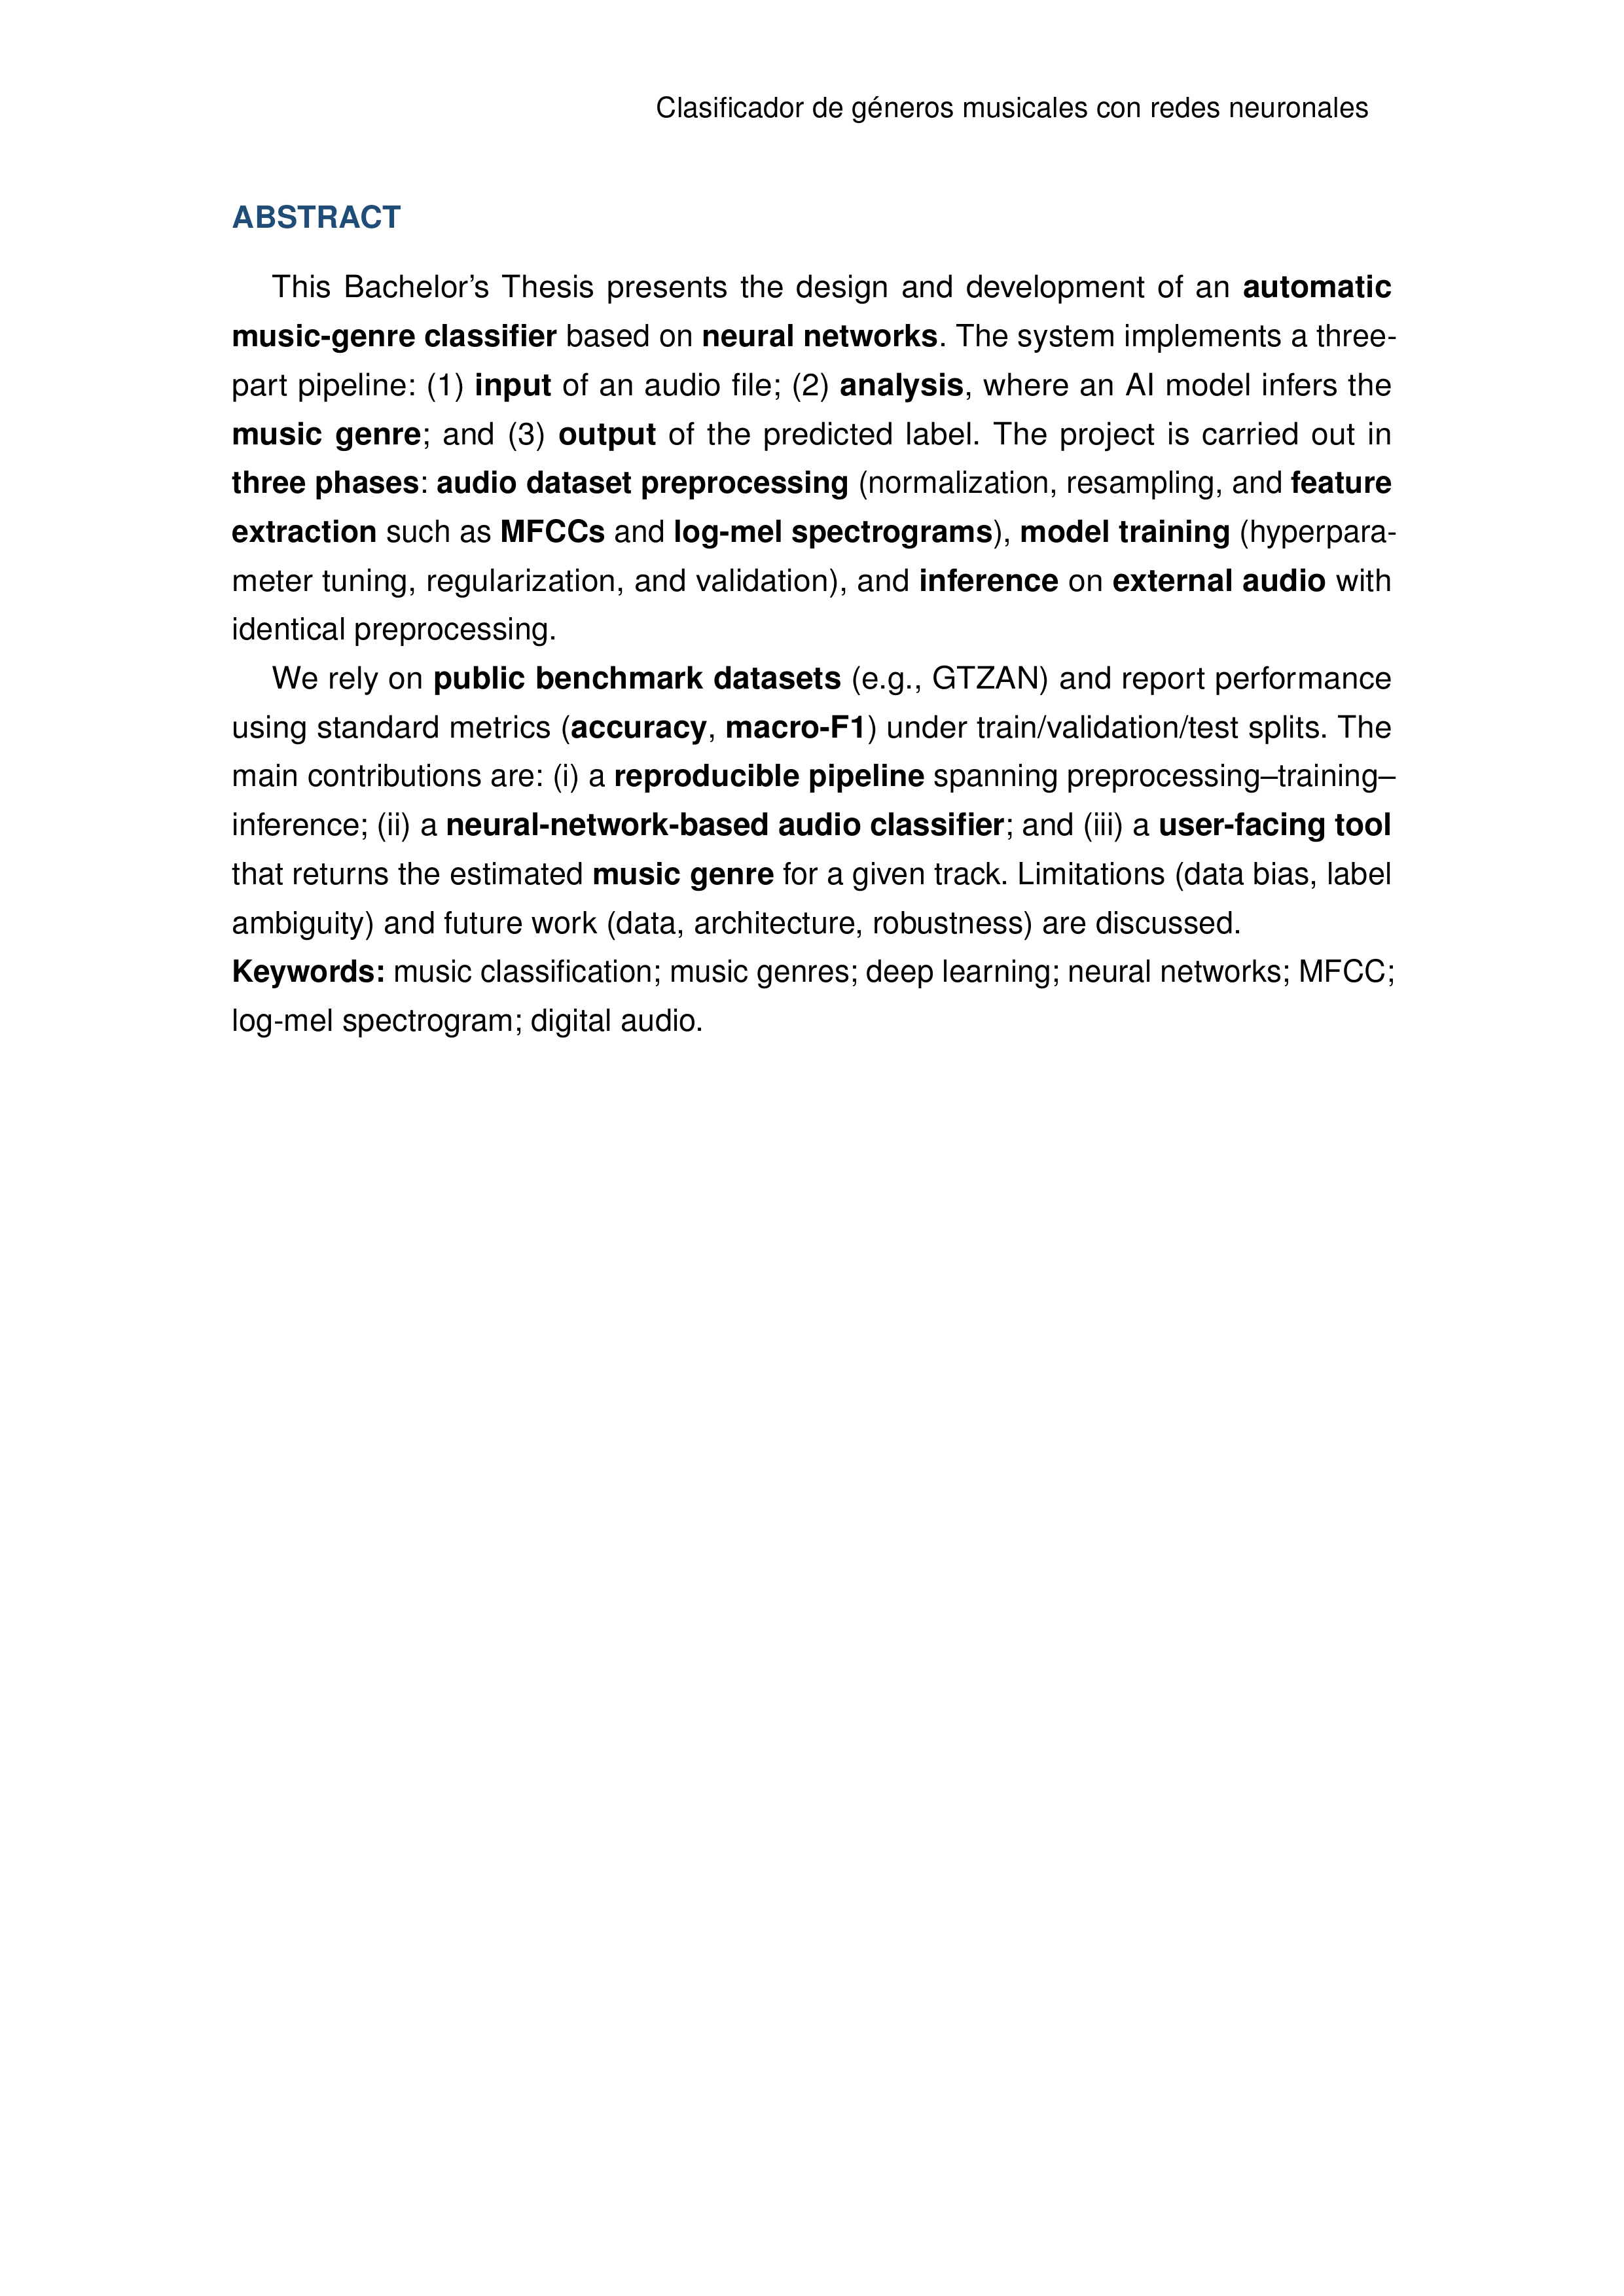 Clasificador de géneros musicales con redes neuronales
ABSTRACT
This Bachelor’s Thesis presents the design and development of an automatic
music-genre classifier based on neural networks. The system implements a three-
part pipeline: (1) input of an audio file; (2) analysis, where an AI model infers the
music genre; and (3) output of the predicted label. The project is carried out in
three phases: audio dataset preprocessing (normalization, resampling, and feature
extraction such as MFCCs and log-mel spectrograms), model training (hyperpara-
meter tuning, regularization, and validation), and inference on external audio with
identical preprocessing.
We rely on public benchmark datasets (e.g., GTZAN) and report performance
using standard metrics (accuracy, macro-F1) under train/validation/test splits. The
main contributions are: (i) a reproducible pipeline spanning preprocessing–training–
inference; (ii) a neural-network-based audio classifier; and (iii) a user-facing tool
that returns the estimated music genre for a given track. Limitations (data bias, label
ambiguity) and future work (data, architecture, robustness) are discussed.
Keywords: music classification; music genres; deep learning; neural networks; MFCC;
log-mel spectrogram; digital audio.